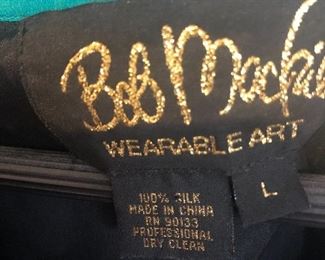 Bob Mackie
WEARABLE ART
100% SILK
MADE IN CHINA
RN 90133
PROFESSIONAL
DRY CLEAN
L